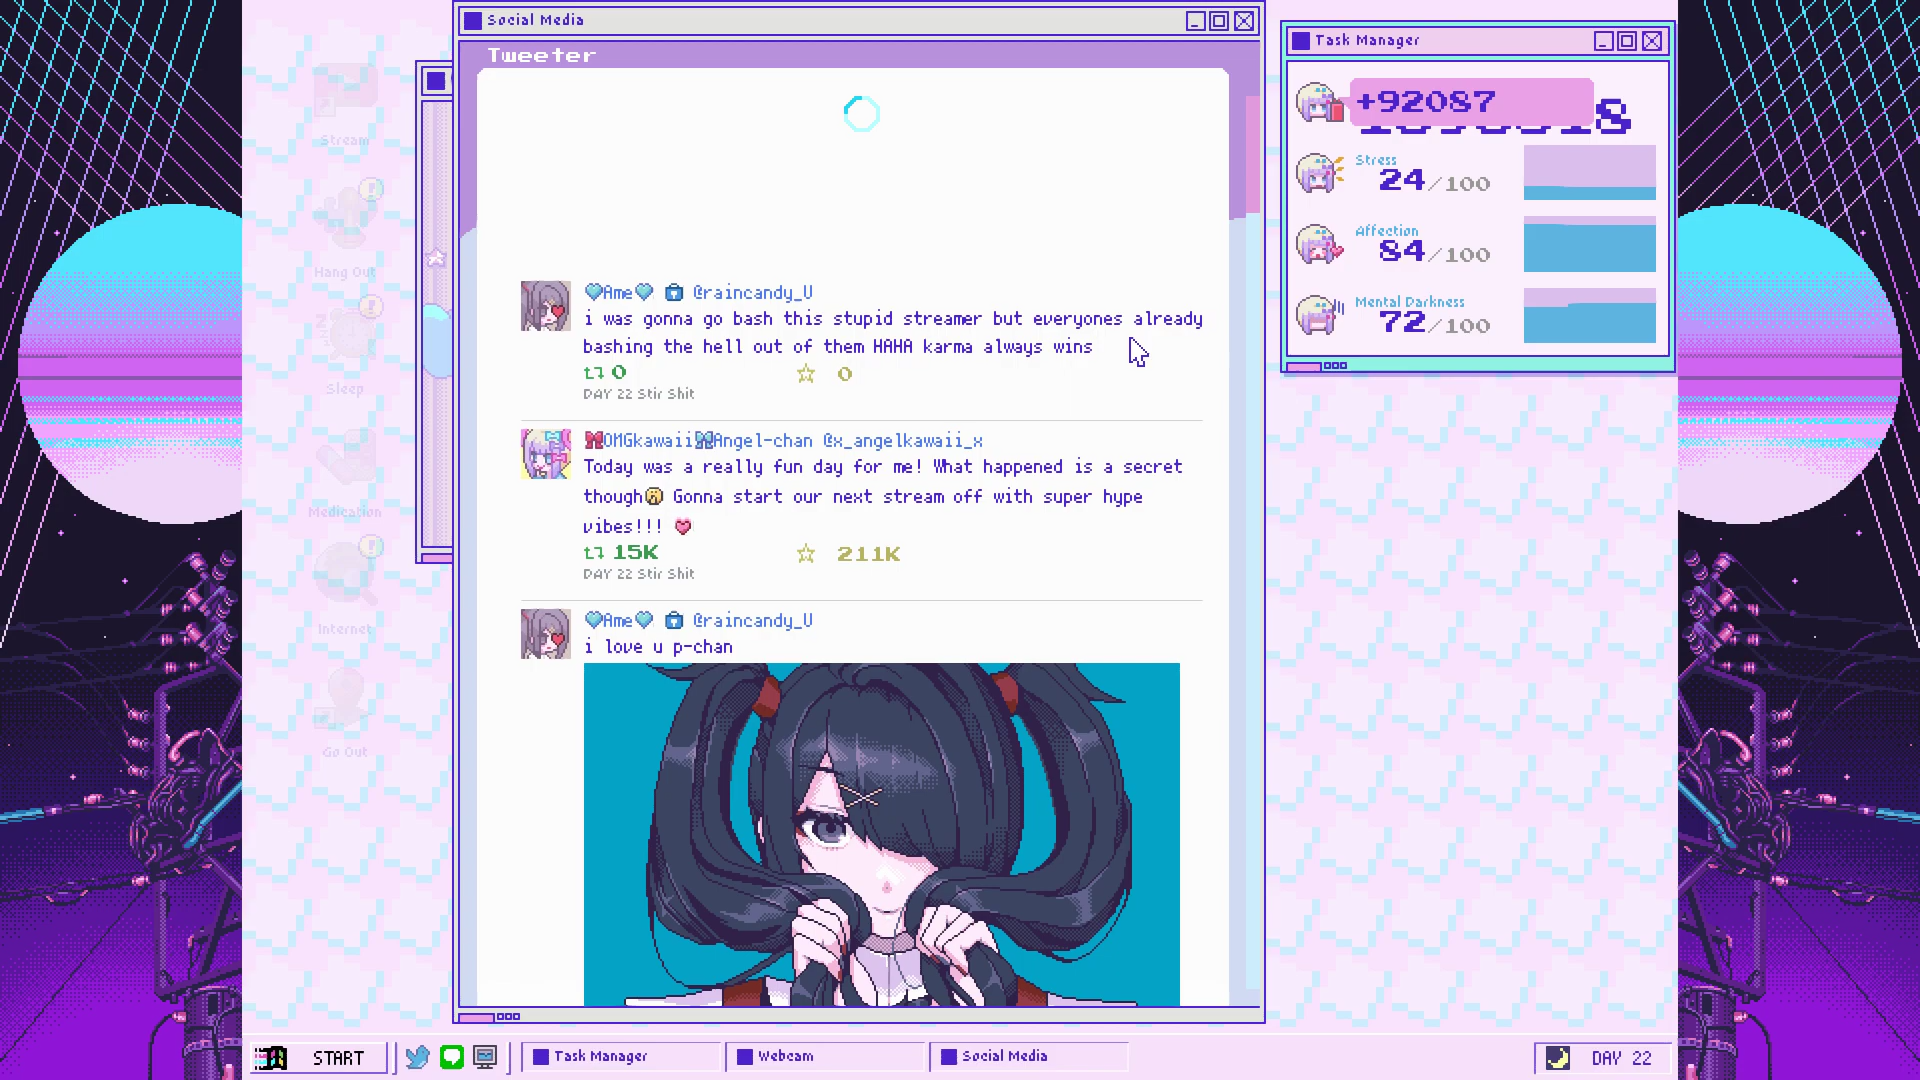 Social Media
Tweeter
Ame @raincandy_U
i was gonna go bash this stupid streamer but everyones already
bashing the hell out of them HAHA karma always wins
0 0
DAY 22 Stir Shit
OMGkawaii Angel-chan @x_angelkawaii_x
Today was a really fun day for me! What happened is a secret
though Gonna start our next stream off with super hype
vibes!!!
15K 211K
DAY 22 Stir Shit
Ame @raincandy_U
i love u p-chan
Task Manager
+92087
Stress
24/100
Affection
84/100
Mental Darkness
72/100
Stream
Hang Out
Sleep
Medication
Internet
Go Out
START
Task Manager
Webcam
Social Media
DAY 22